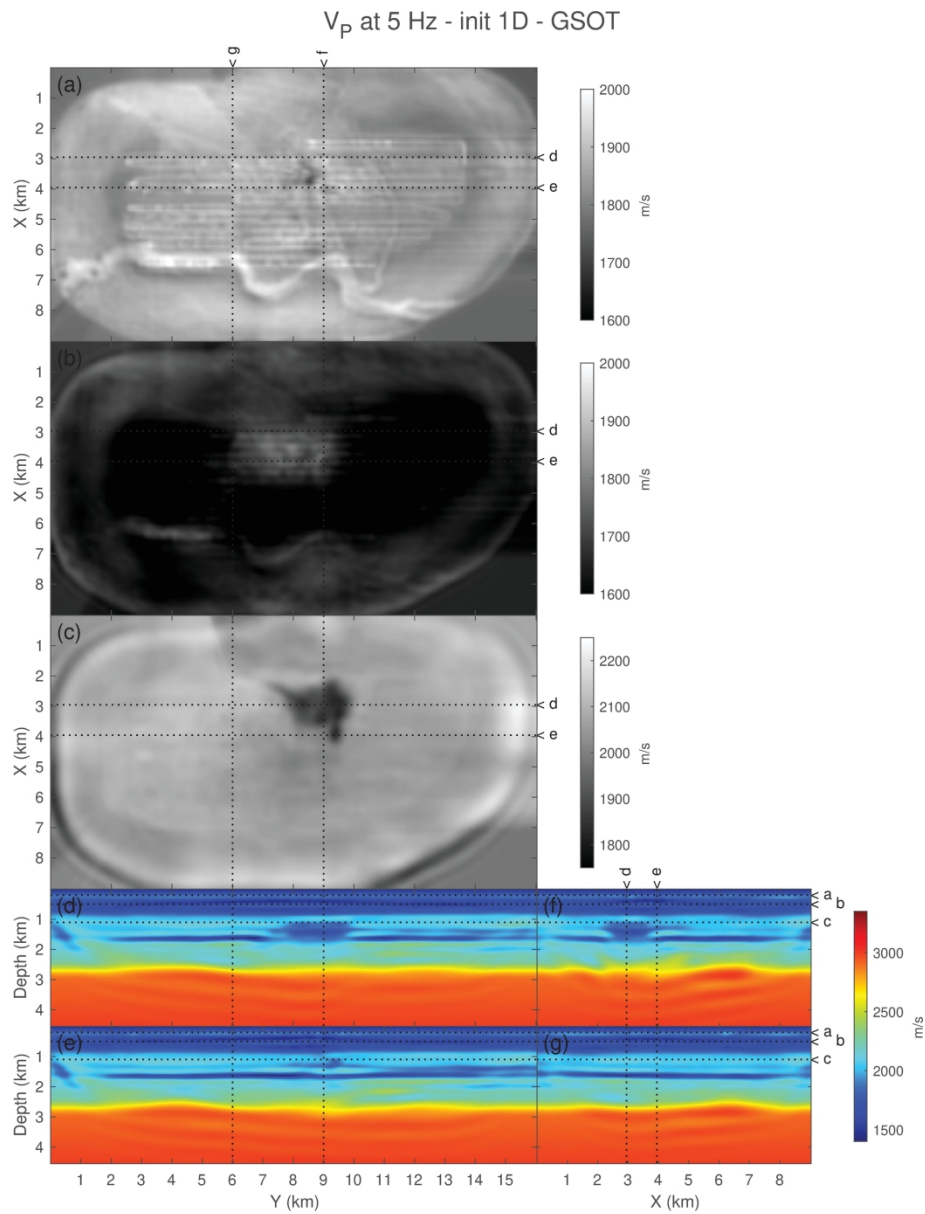 V_P at 5 Hz - init 1D - GSOT
< g
< f
(a)
1
2
3
4
5
6
7
8
X (km)
< d
< e
2000
1900
1800
1700
1600
m/s
(b)
1
2
3
4
5
6
7
8
X (km)
< d
< e
2000
1900
1800
1700
1600
m/s
(c)
1
2
3
4
5
6
7
8
X (km)
< d
< e
2200
2100
2000
1900
1800
m/s
< d
< e
(d)
1
2
3
4
Depth (km)
(f)
< a
< b
< c
(e)
1
2
3
4
Depth (km)
(g)
< a
< b
< c
3000
2500
2000
1500
m/s
1 2 3 4 5 6 7 8 9 10 11 12 13 14 15
Y (km)
1 2 3 4 5 6 7 8
X (km)